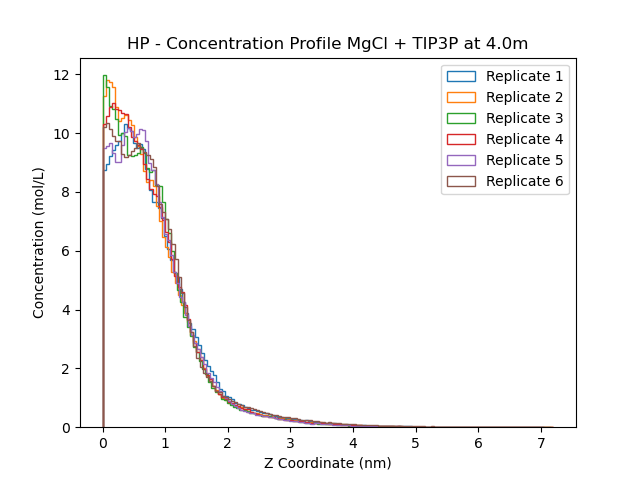 HP - Concentration Profile MgCl + TIP3P at 4.0m
Replicate 1
Replicate 2
Replicate 3
Replicate 4
Replicate 5
Replicate 6
Concentration (mol/L)
12
10
8
6
4
2
0
0 1 2 3 4 5 6 7
Z Coordinate (nm)